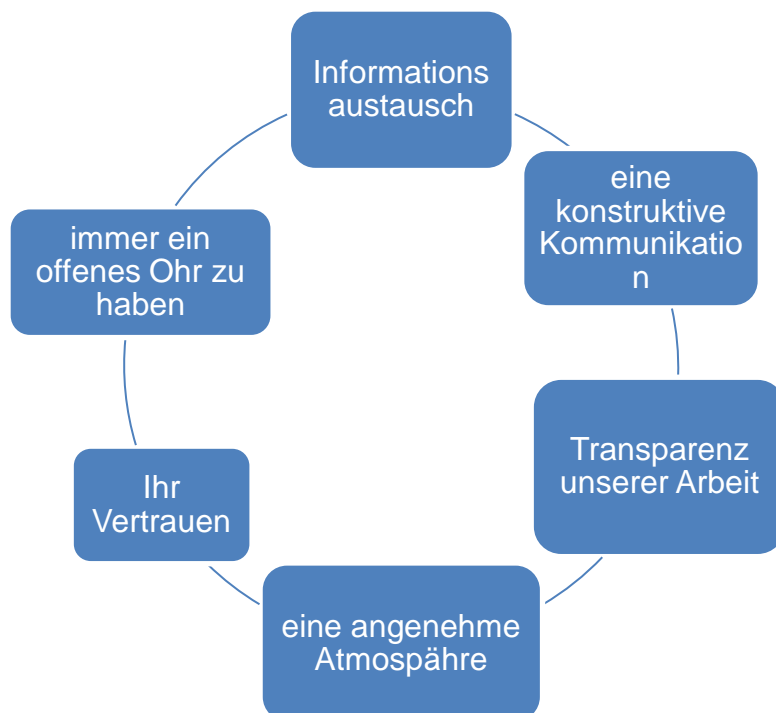 Informations
austausch
eine
konstruktive
Kommunikatio
n
Transparenz
unserer Arbeit
eine angenehme
Atmospähre
Ihr
Vertrauen
immer ein
offenes Ohr zu
haben